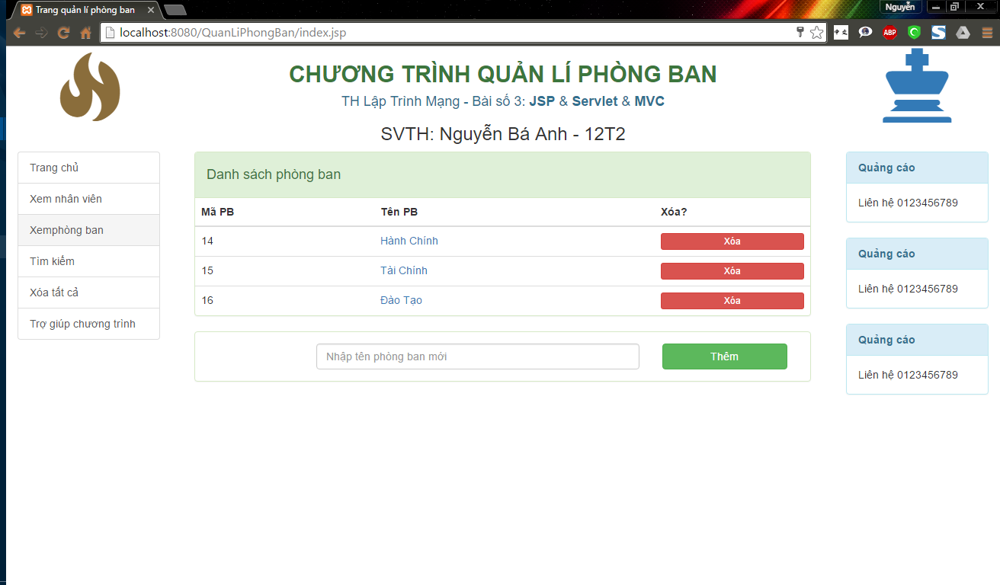 Trang quản lí phòng ban
Nguyễn
localhost:8080/QuanLiPhongBan/index.jsp
ABP
CHƯƠNG TRÌNH QUẢN LÍ PHÒNG BAN
TH Lập Trình Mạng - Bài số 3: JSP & Servlet & MVC
SVTH: Nguyễn Bá Anh - 12T2
Trang chủ
Xem nhân viên
Xemphòng ban
Tìm kiếm
Xóa tất cả
Trợ giúp chương trình
Danh sách phòng ban
Mã PB Tên PB Xóa?
14 Hành Chính Xóa
15 Tài Chính Xóa
16 Đào Tạo Xóa
Nhập tên phòng ban mới Thêm
Quảng cáo
Liên hệ 0123456789
Quảng cáo
Liên hệ 0123456789
Quảng cáo
Liên hệ 0123456789